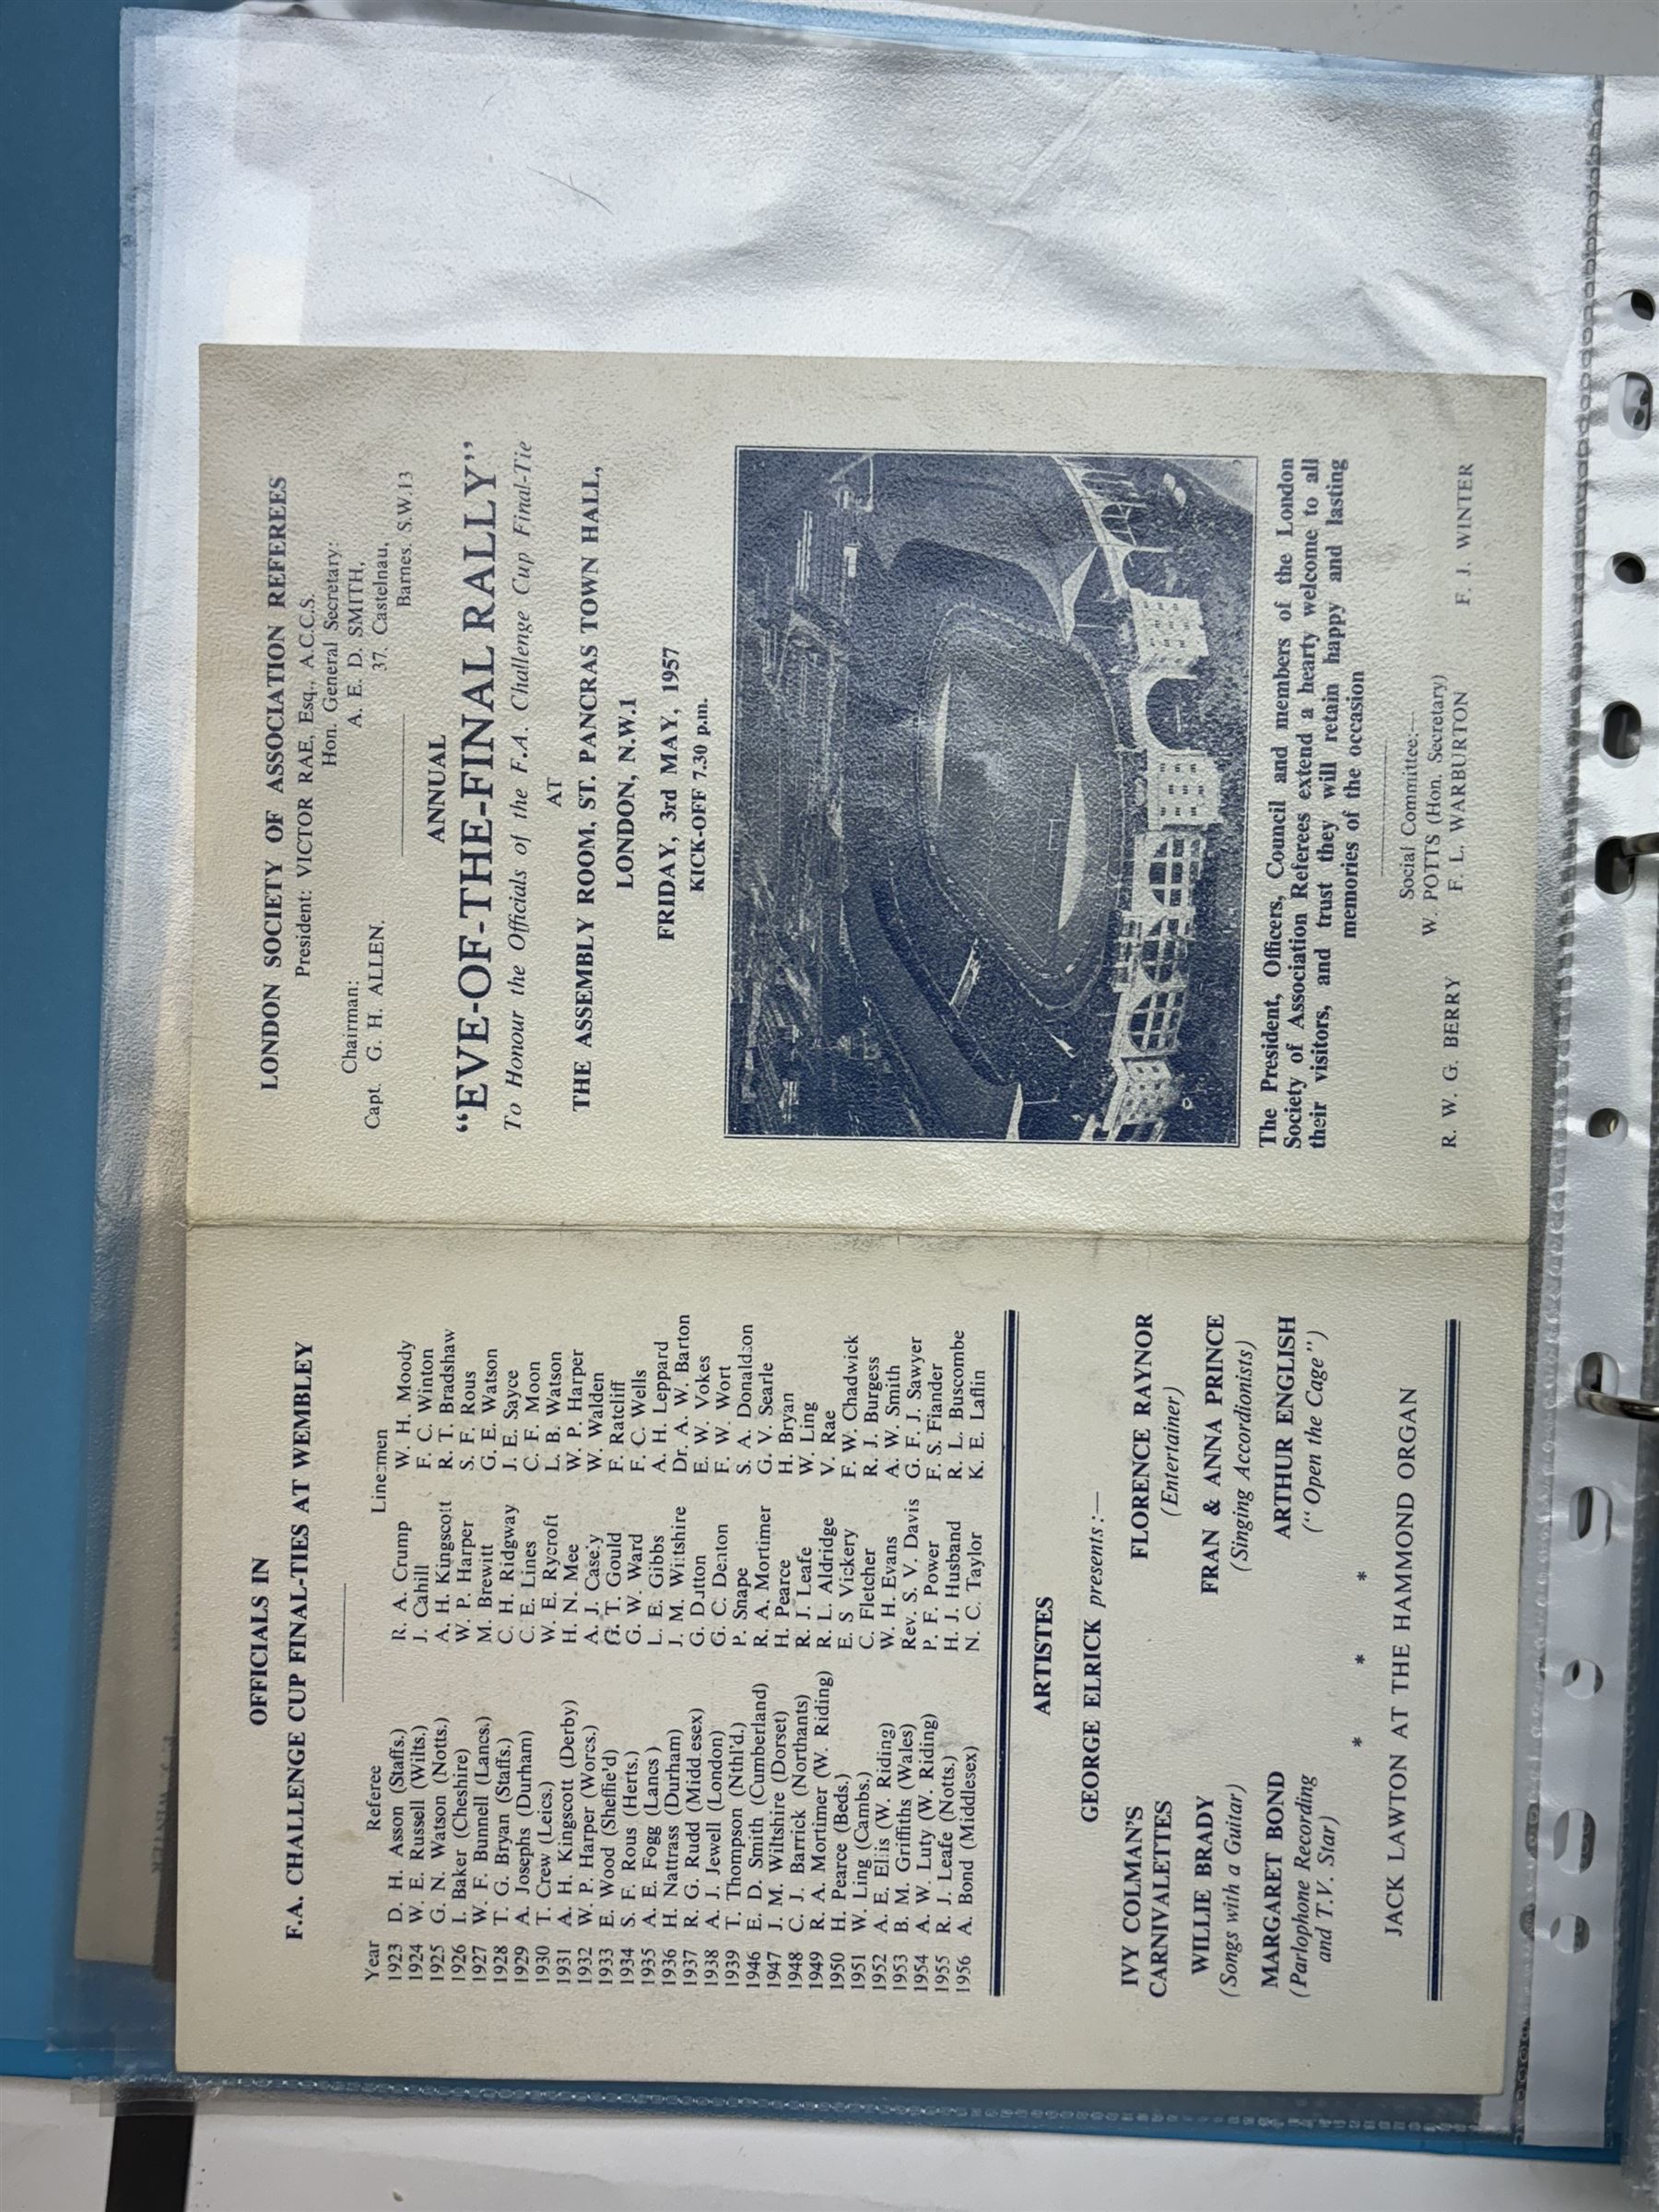 OFFICIALS IN
F.A. CHALLENGE CUP FINAL-TIES AT WEMBLEY
Year Referee Linesmen
1923 D. H. Asson (Staffs.) R. A. Crump W. H. Moody
1924 W. E. Russell (Wilts.) J. Cahill F. C. Winton
1925 G. N. Watson (Notts.) A. H. Kingscott R. T. Bradshaw
1926 I. Baker (Cheshire) W. P. Harper S. F. Rous
1927 W. F. Bunnell (Lancs.) M. Brewitt G. E. Watson
1928 T. G. Bryan (Staffs.) C. H. Ridgway J. E. Sayce
1929 A. Josephs (Durham) C. E. Lines C. F. Moon
1930 T. Crew (Leics.) W. E. Rycroft L. B. Watson
1931 A. H. Kingscott (Derby) H. N. Mee W. P. Harper
1932 W. P. Harper (Worcs.) A. J. Casely W. Walden
1933 E. Wood (Sheffie'd) G. T. Gould F. Ratcliff
1934 S. F. Rous (Herts.) G. W. Ward F. C. Wells
1935 A. E. Fogg (Lancs ) L. E. Gibbs A. H. Leppard
1936 H. Nattrass (Durham) J. M. Wiltshire Dr. A. W. Barton
1937 R. G. Rudd (Middlesex) G. Dutton E. W. Vokes
1938 A. J. Jewell (London) G. C. Denton F. W. Wort
1939 T. Thompson (Nthl'd.) P. Snape S. A. Donaldson
1946 E. D. Smith (Cumberland) R. A. Mortimer G. V. Searle
1947 J. M. Wiltshire (Dorset) H. Pearce H. Bryan
1948 C. J. Barrick (Northants) R. J. Leafe W. Ling
1949 R. A. Mortimer (W. Riding) R. L. Aldridge V. Rae
1950 H. Pearce (Beds.) E. S Vickery F. W. Chadwick
1951 W. Ling (Cambs.) C. Fletcher R. J. Burgess
1952 A. E. Ellis (W. Riding) W. H. Evans A. W. Smith
1953 B. M. Griffiths (Wales) Rev. S. V. Davis G. F. J. Sawyer
1954 A. W. Luty (W. Riding) P. F. Power F. S. Fiander
1955 R. J. Leafe (Notts.) H. J. Husband R. L. Buscombe
1956 A. Bond (Middlesex) N. C. Taylor K. E. Laflin
ARTISTES
GEORGE ELRICK presents:—
IVY COLMAN'S
CARNIVALETTES
FLORENCE RAYNOR
(Entertainer)
WILLIE BRADY
(Songs with a Guitar)
FRAN & ANNA PRINCE
(Singing Accordionists)
MARGARET BOND
(Parlophone Recording
and T.V. Star)
ARTHUR ENGLISH
("Open the Cage")
* * *
JACK LAWTON AT THE HAMMOND ORGAN
LONDON SOCIETY OF ASSOCIATION REFEREES
President: VICTOR RAE, Esq., A.C.C.S.
Chairman:
Capt. G. H. ALLEN.
Hon. General Secretary:
A. E. D. SMITH,
37, Castelnau,
Barnes. S.W.13
ANNUAL
"EVE-OF-THE-FINAL RALLY"
To Honour the Officials of the F.A. Challenge Cup Final-Tie
AT
THE ASSEMBLY ROOM, ST. PANCRAS TOWN HALL,
LONDON, N.W.1
FRIDAY, 3rd MAY, 1957
KICK-OFF 7.30 p.m.
The President, Officers, Council and members of the London
Society of Association Referees extend a hearty welcome to all
their visitors, and trust they will retain happy and lasting
memories of the occasion
Social Committee:—
W. POTTS (Hon. Secretary)
R. W. G. BERRY F. L. WARBURTON F. J. WINTER